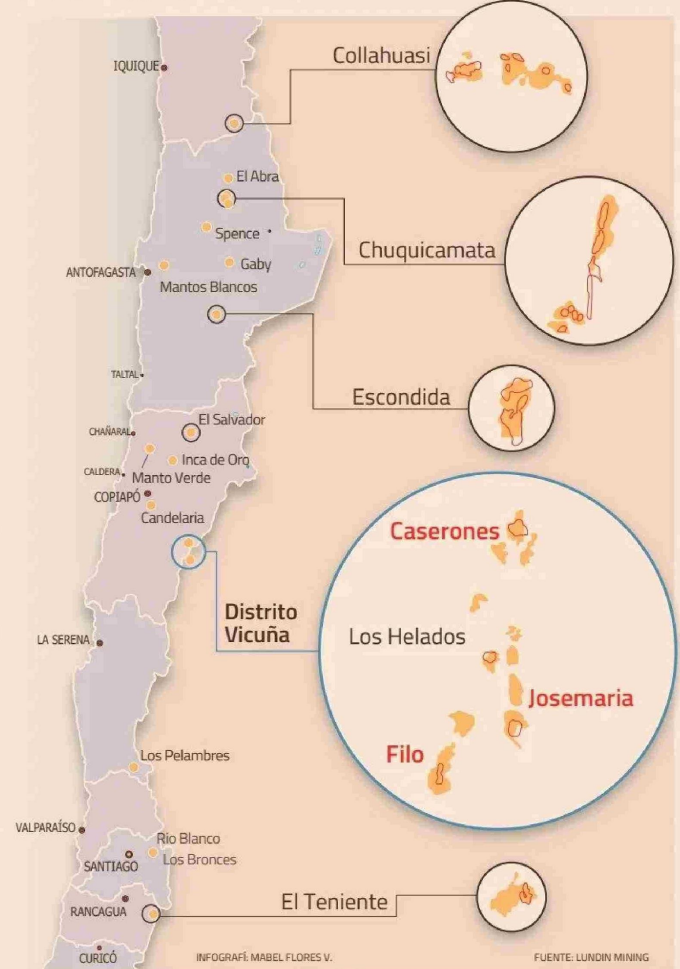 Collahuasi
IQUIQUE
El Abra
Spence
Chuquicamata
Gaby
ANTOFAGASTA
Mantos Blancos
TALTAL
Escondida
El Salvador
CHAÑARAL
Inca de Oro
CALDERA
Manto Verde
COPIAPÓ
Candelaria
Caserones
Distrito
Vicuña
Los Helados
LA SERENA
Josemaria
Filo
Los Pelambres
VALPARAÍSO
Rio Blanco
Los Bronces
SANTIAGO
El Teniente
RANCAGUA
CURICÓ
INFOGRAFÍ: MABEL FLORES V.
FUENTE: LUNDIN MINING